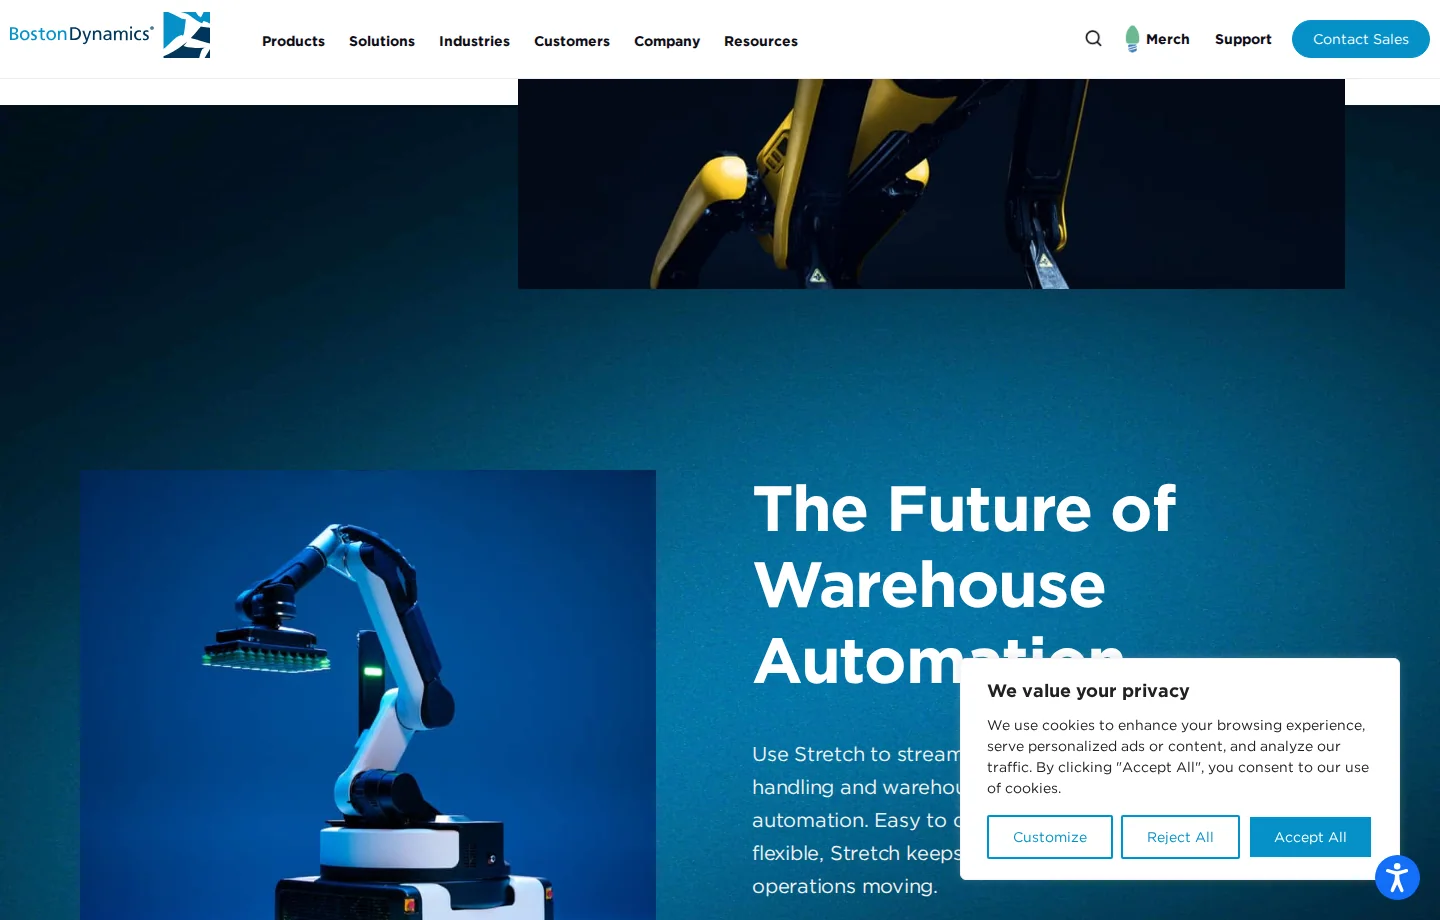 BostonDynamics®
Products Solutions Industries Customers Company Resources
Merch Support Contact Sales
The Future of
Warehouse
Automation
Use Stretch to stream
handling and
automation. Easy to
flexible, Stretch keeps
operations moving.
We value your privacy
We use cookies to enhance your browsing experience,
serve personalized ads or content, and analyze our
traffic. By clicking "Accept All", you consent to our use
of cookies.
Customize Reject All Accept All